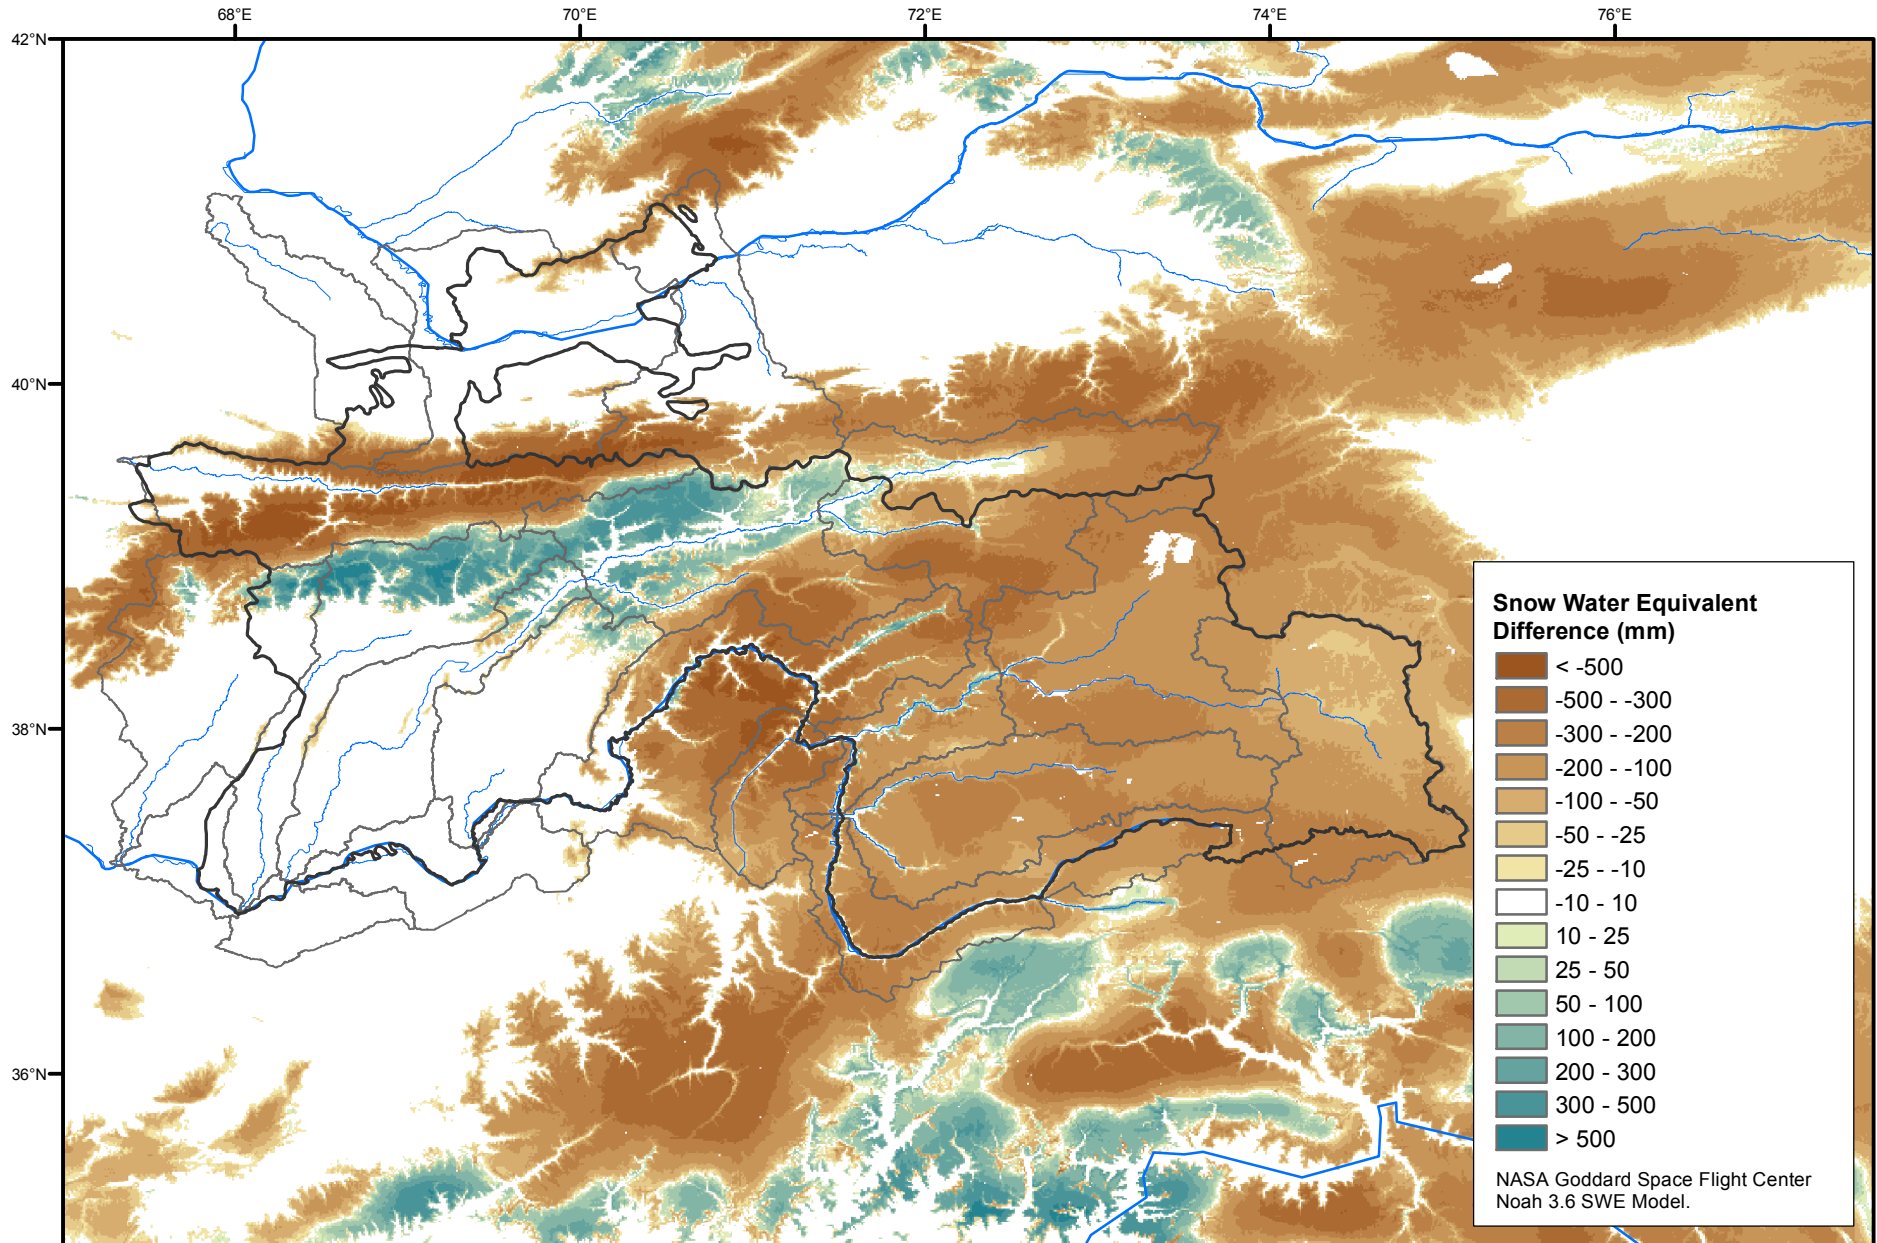 68°E
70°E
72°E
74°E
76°E
42°N
40°N
38°N
36°N
Snow Water Equivalent
Difference (mm)
< -500
-500 - -300
-300 - -200
-200 - -100
-100 - -50
-50 - -25
-25 - -10
-10 - 10
10 - 25
25 - 50
50 - 100
100 - 200
200 - 300
300 - 500
> 500
NASA Goddard Space Flight Center
Noah 3.6 SWE Model.